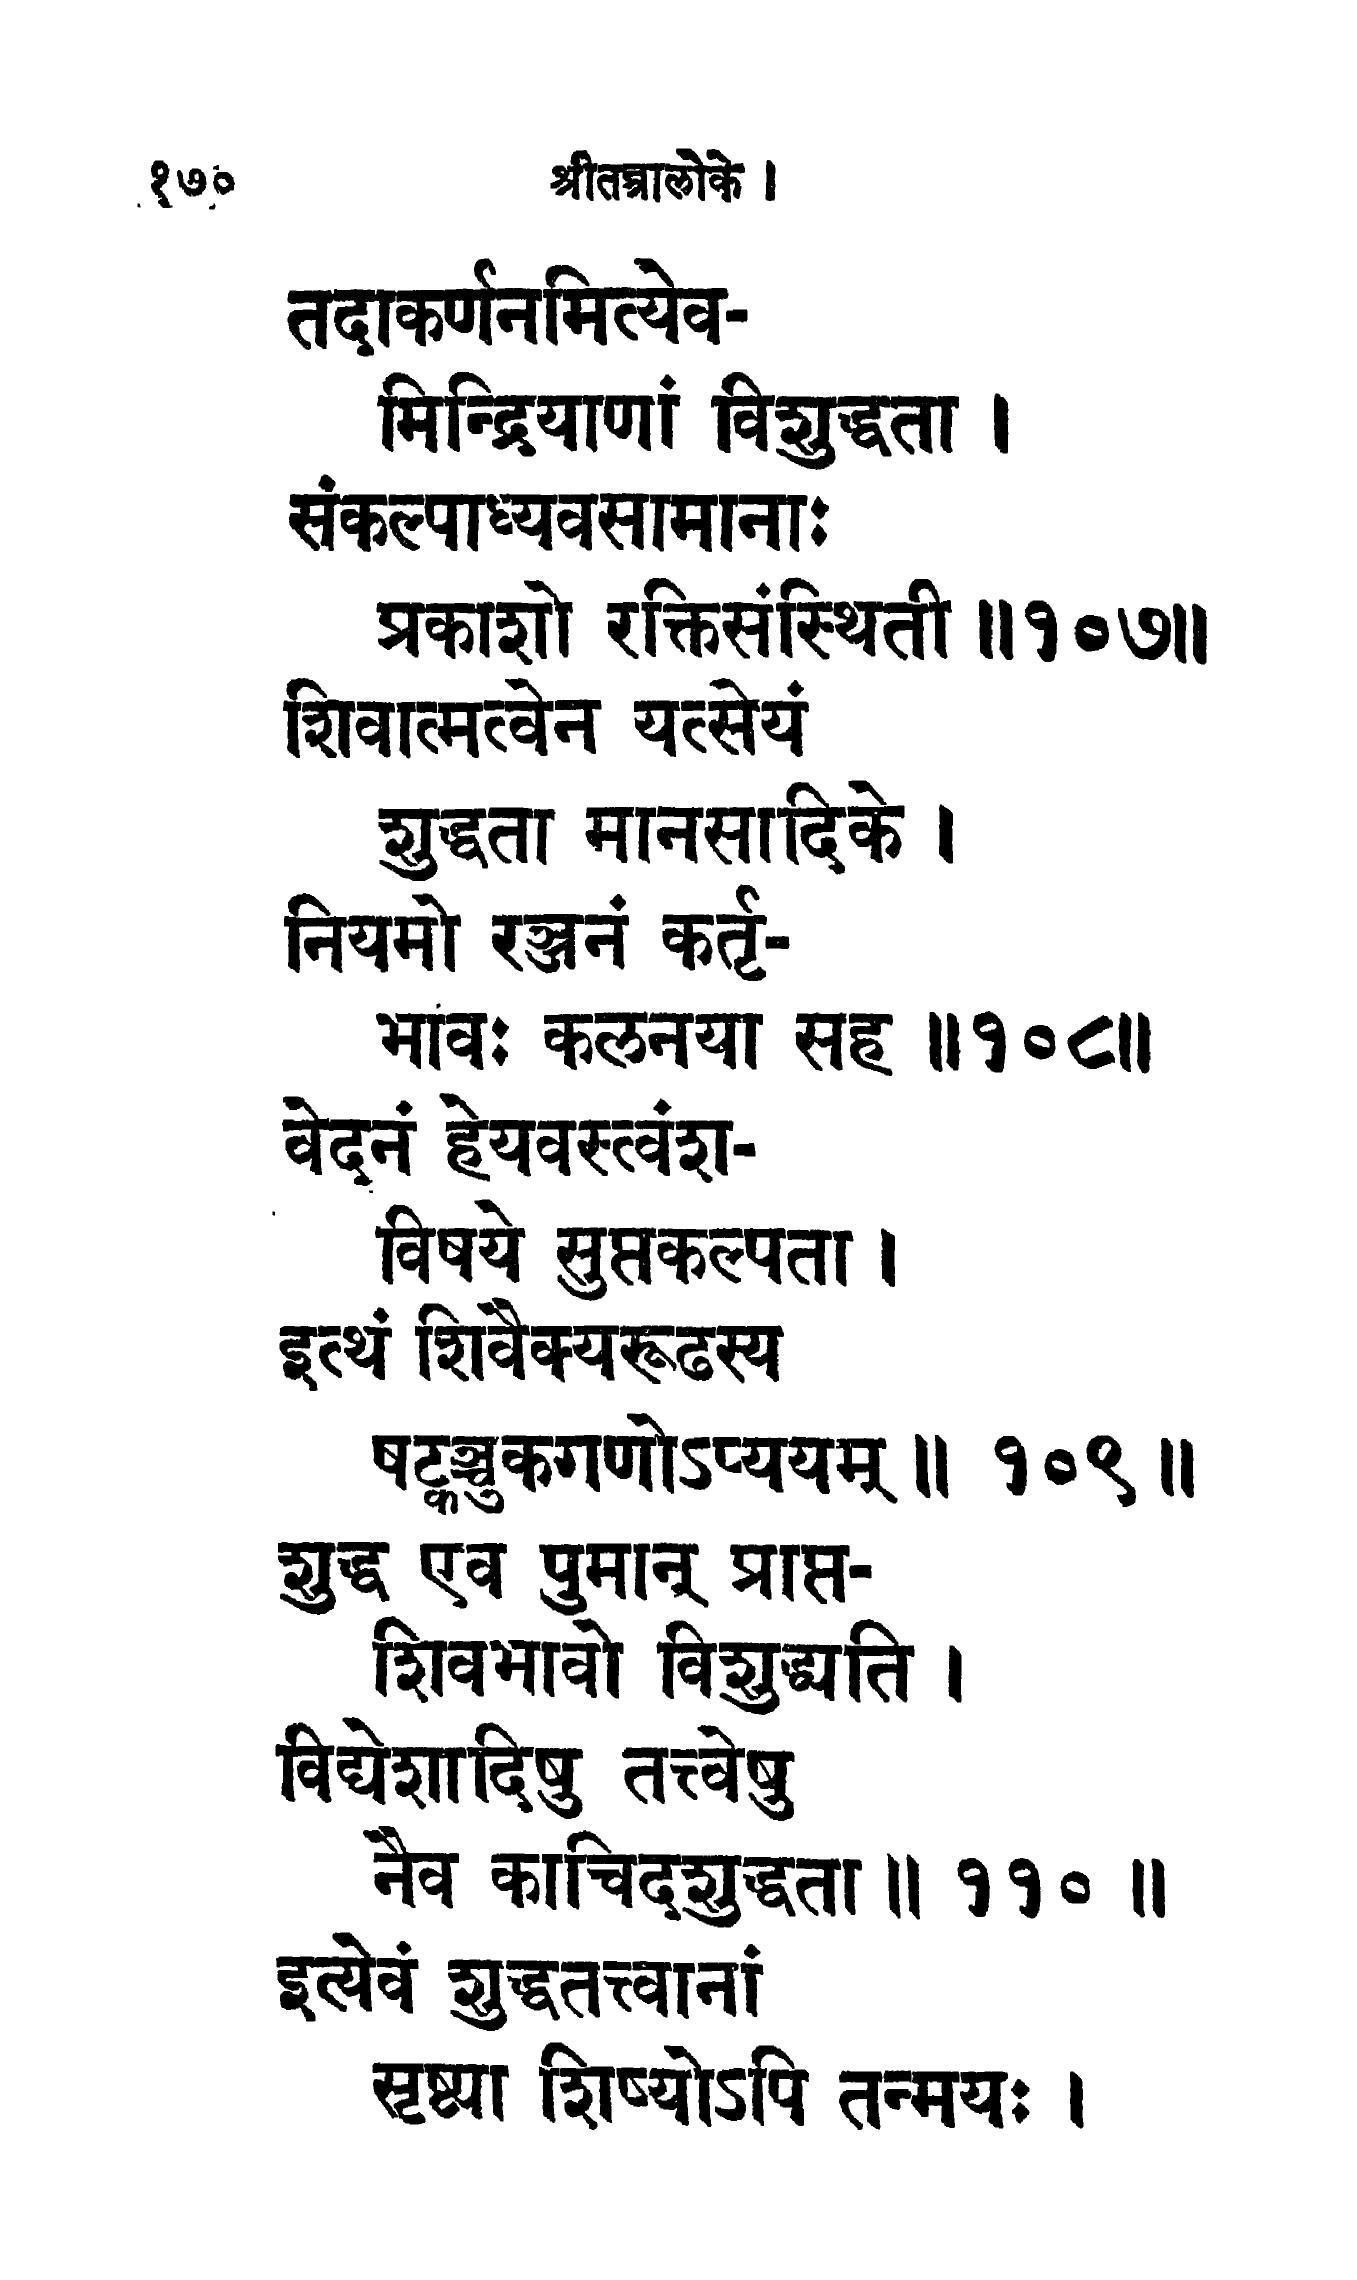 १७० श्रीतन्त्रालोके ।
तदाकर्णनमित्येव-
मिन्द्रियाणां विशुद्धता ।
संकल्पाध्यवसामानाः
प्रकाशो रक्तिसंस्थिती ॥१०७॥
शिवात्मत्वेन यत्सेयं
शुद्धता मानसादिके ।
नियमो रञ्जनं कर्तृ-
भावः कलनया सह ॥१०८॥
वेदनं हेयवस्त्वंश-
विषये सुप्तकल्पता ।
इत्थं शिवैक्यरूढस्य
षट्कञ्चुकगणोऽप्ययम् ॥ १०९ ॥
शुद्ध एव पुमान् प्राप्त-
शिवभावो विशुद्ध्यति ।
विद्येशादिषु तत्त्वेषु
नैव काचिदशुद्धता ॥ ११० ॥
इत्येवं शुद्धतत्त्वानां
सृष्ट्या शिष्योऽपि तन्मयः ।